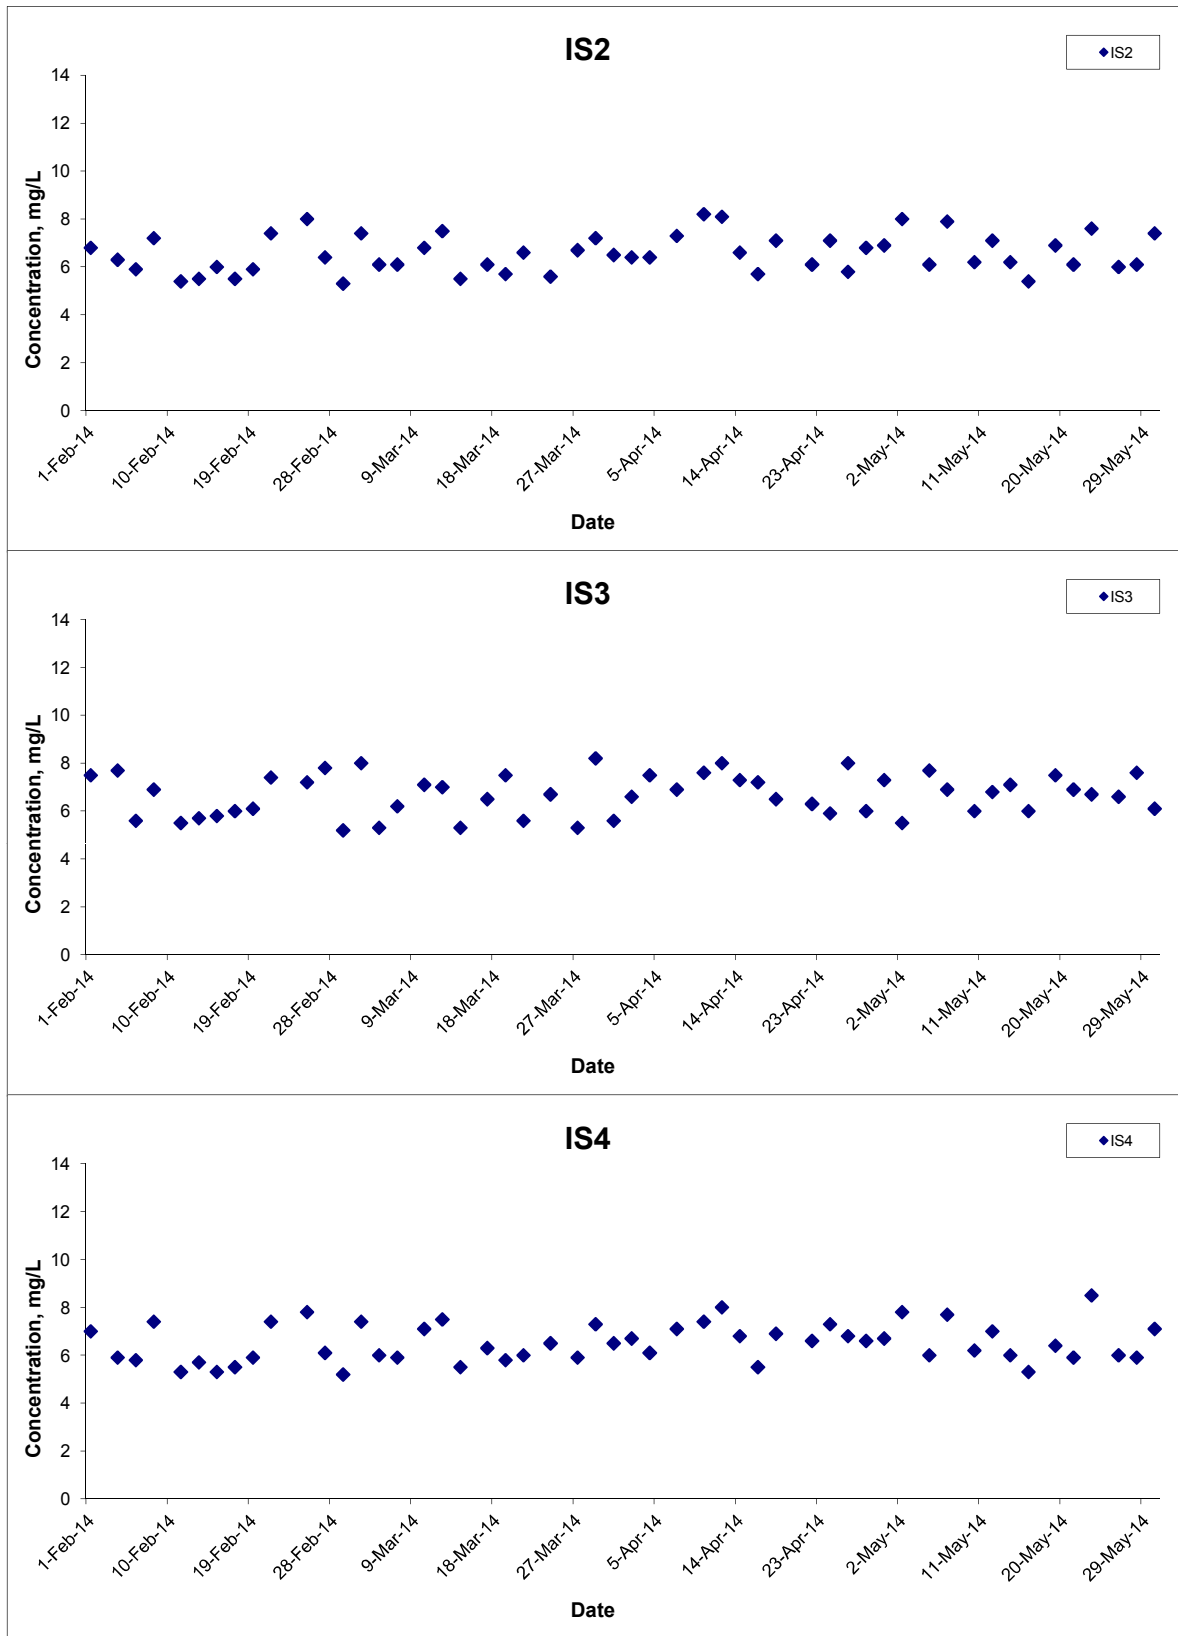 IS2
IS2
14
12
10
8
6
4
2
0
Concentration, mg/L
1-Feb-14
10-Feb-14
19-Feb-14
28-Feb-14
9-Mar-14
18-Mar-14
27-Mar-14
5-Apr-14
14-Apr-14
23-Apr-14
2-May-14
11-May-14
20-May-14
29-May-14
Date
IS3
IS3
14
12
10
8
6
4
2
0
Concentration, mg/L
1-Feb-14
10-Feb-14
19-Feb-14
28-Feb-14
9-Mar-14
18-Mar-14
27-Mar-14
5-Apr-14
14-Apr-14
23-Apr-14
2-May-14
11-May-14
20-May-14
29-May-14
Date
IS4
IS4
14
12
10
8
6
4
2
0
Concentration, mg/L
1-Feb-14
10-Feb-14
19-Feb-14
28-Feb-14
9-Mar-14
18-Mar-14
27-Mar-14
5-Apr-14
14-Apr-14
23-Apr-14
2-May-14
11-May-14
20-May-14
29-May-14
Date